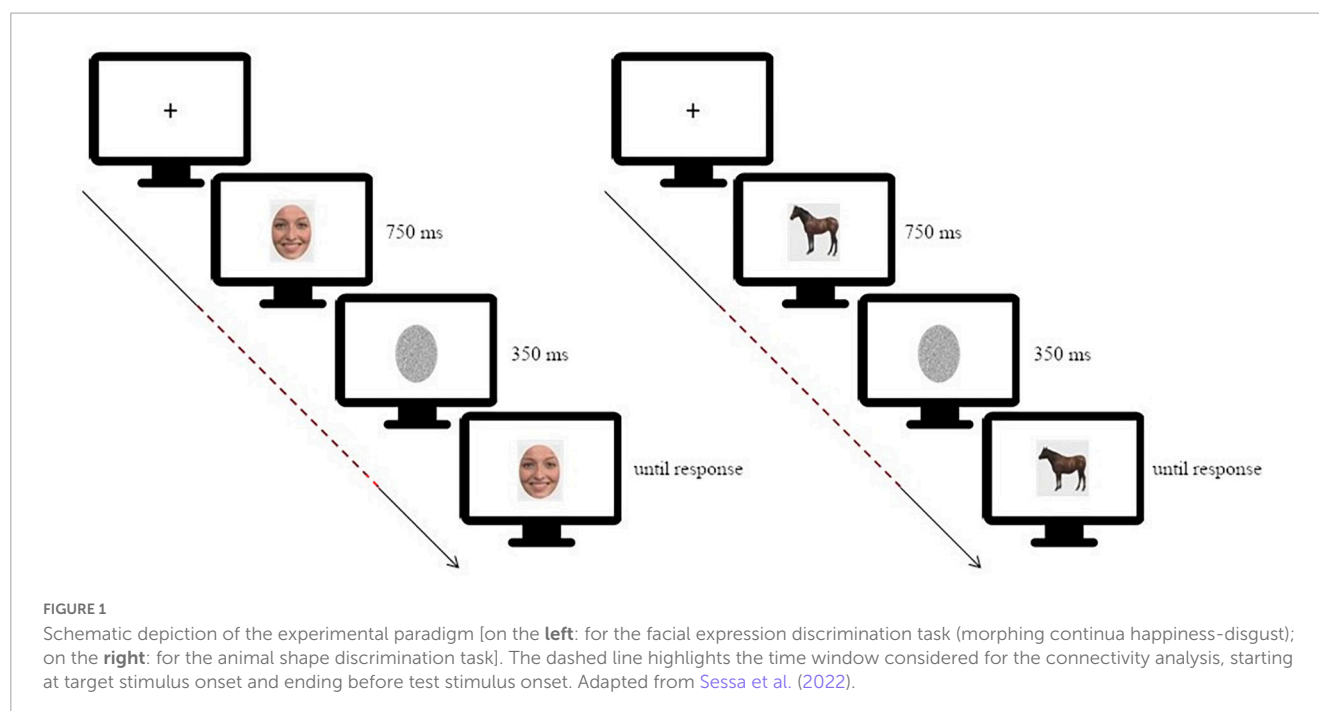 +
750 ms
350 ms
until response
+
750 ms
350 ms
until response
FIGURE 1
Schematic depiction of the experimental paradigm [on the left: for the facial expression discrimination task (morphing continua happiness-disgust);
on the right: for the animal shape discrimination task]. The dashed line highlights the time window considered for the connectivity analysis, starting
at target stimulus onset and ending before test stimulus onset. Adapted from Sessa et al. (2022).